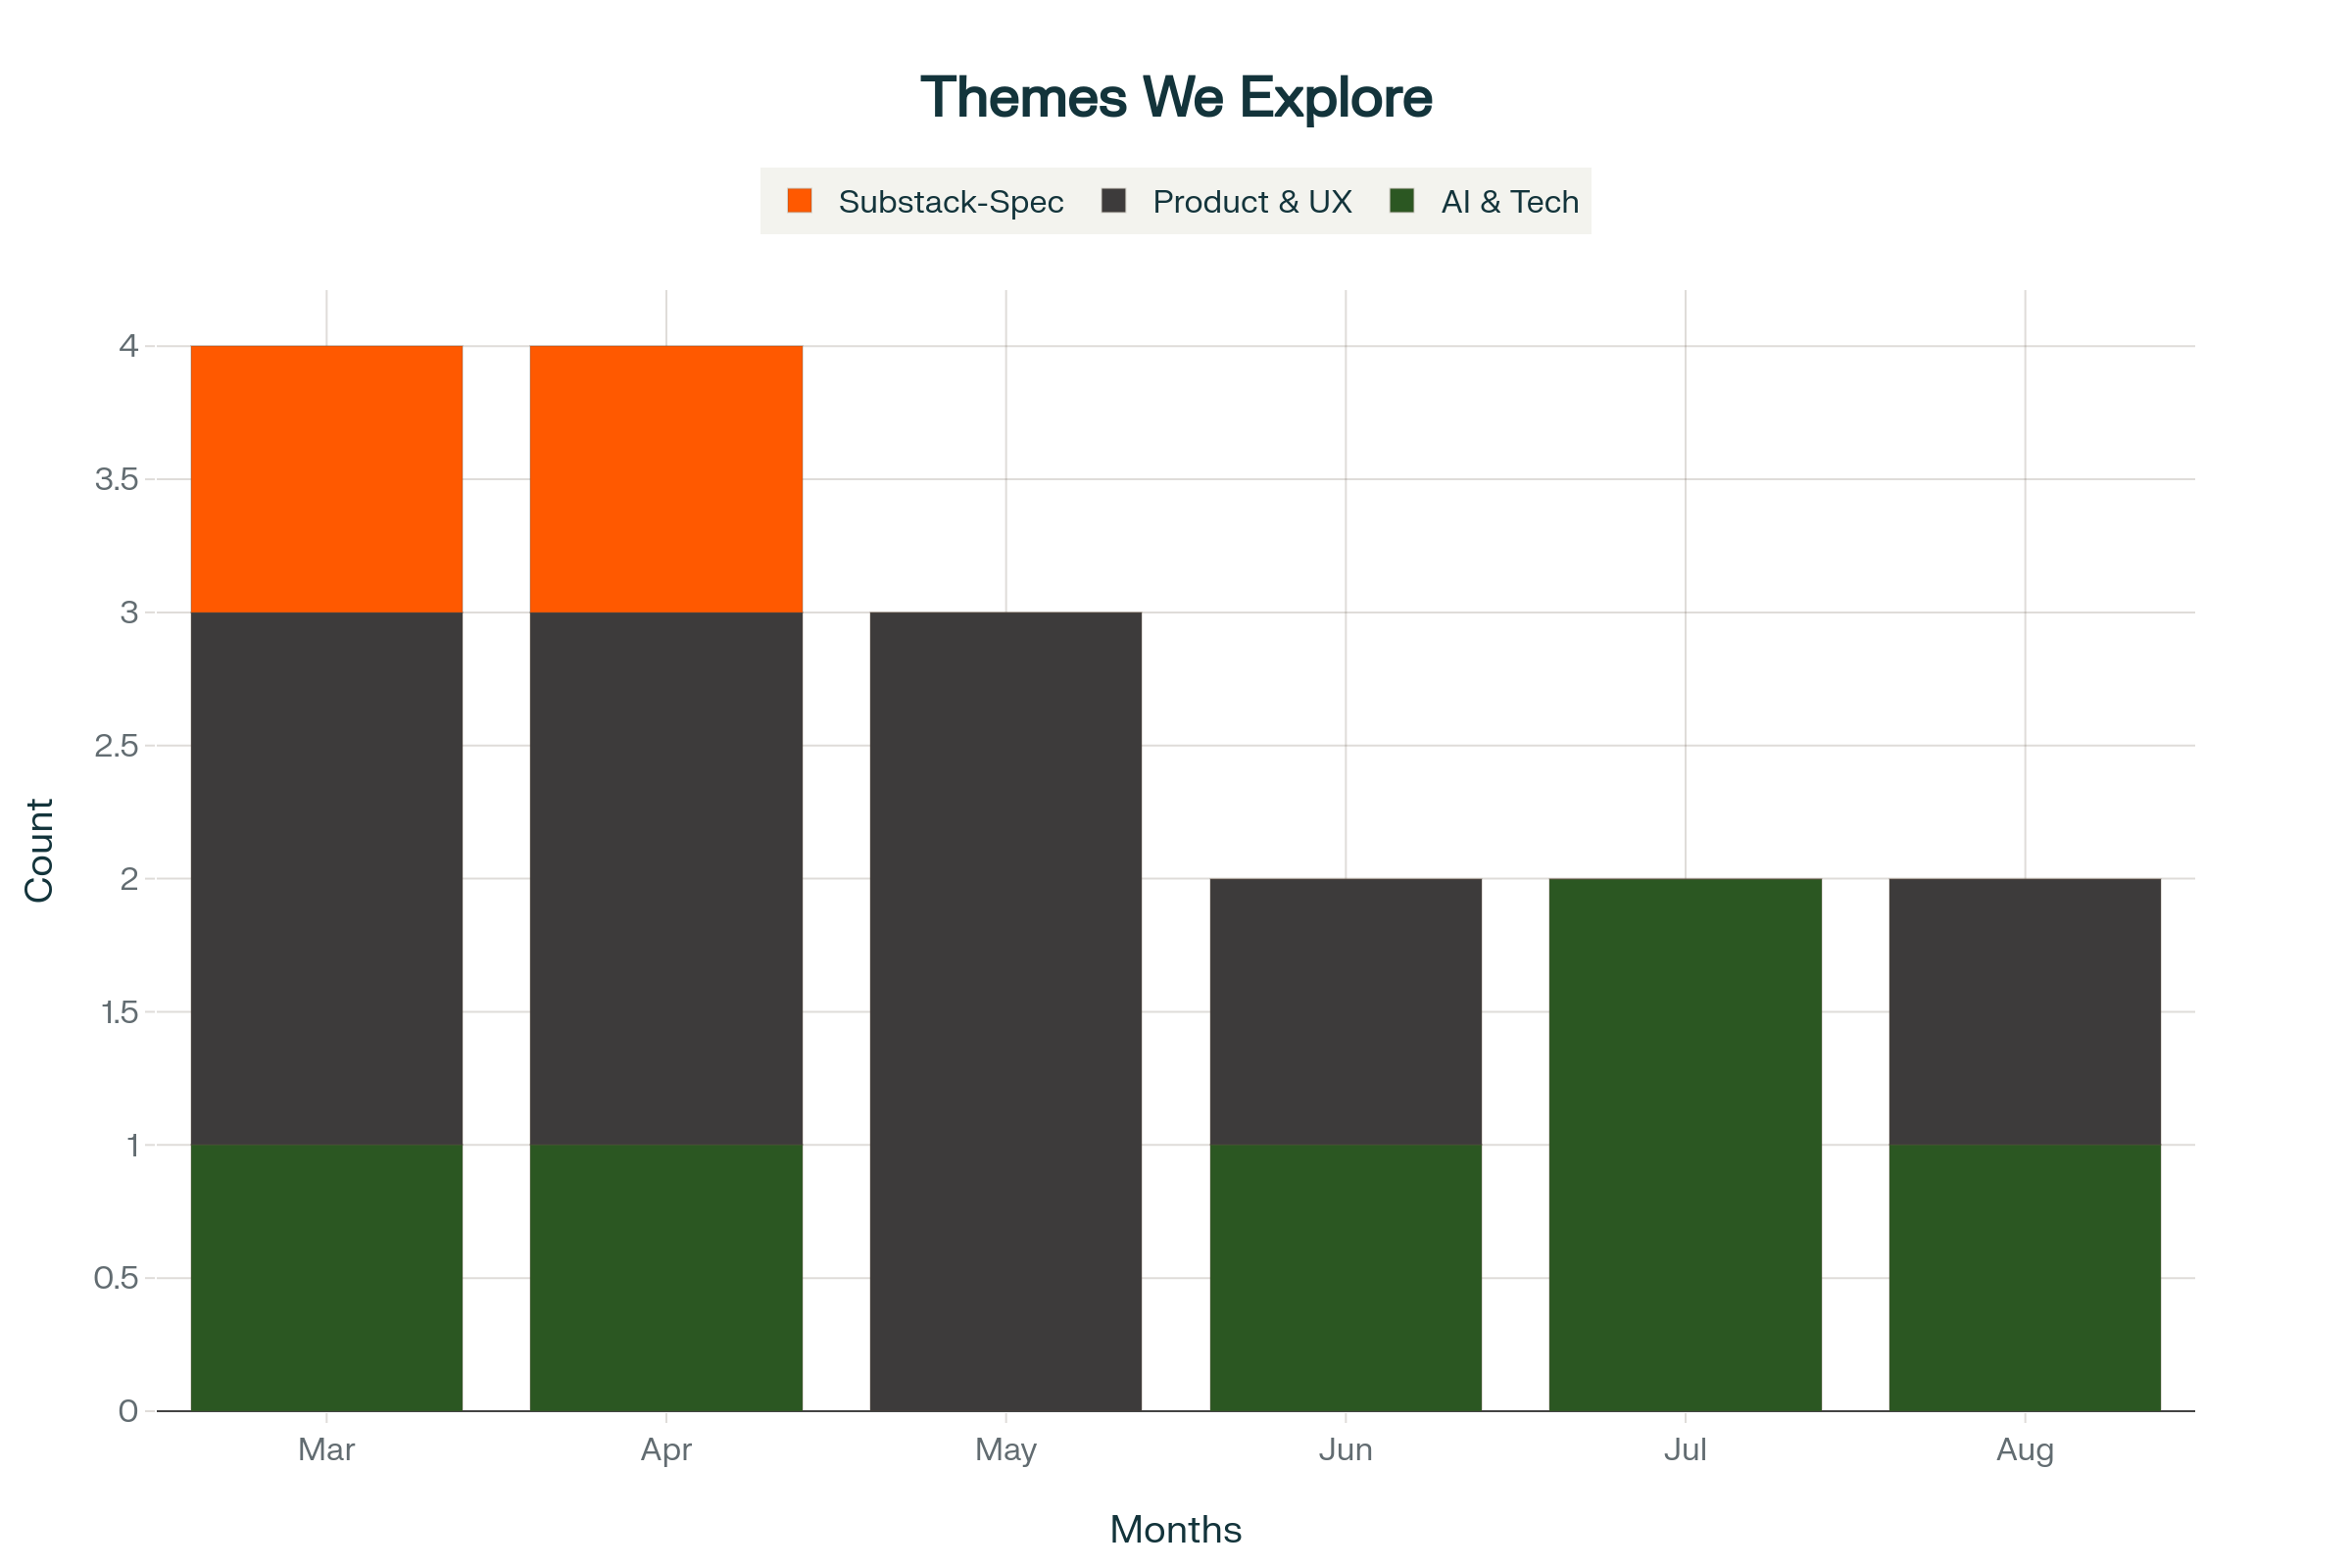 Themes We Explore
Substack-Spec Product & UX AI & Tech
4
3.5
3
2.5
2
1.5
1
0.5
0
Count
Mar Apr May Jun Jul Aug
Months